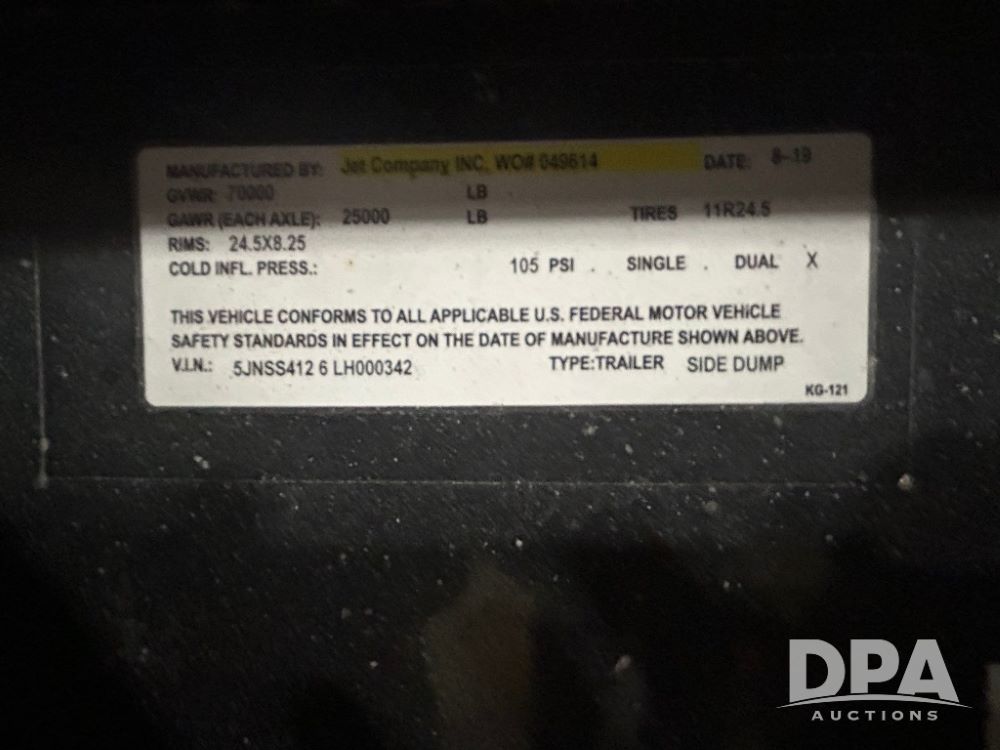 MANUFACTURED BY: Jet Company INC. WO# 049614 DATE: 8-19
GVWR: 70000 LB
GAWR (EACH AXLE): 25000 LB TIRES 11R24.5
RIMS: 24.5X8.25
COLD INFL. PRESS.: 105 PSI . SINGLE . DUAL X
THIS VEHICLE CONFORMS TO ALL APPLICABLE U.S. FEDERAL MOTOR VEHICLE
SAFETY STANDARDS IN EFFECT ON THE DATE OF MANUFACTURE SHOWN ABOVE.
V.I.N.: 5JNSS412 6 LH000342 TYPE:TRAILER SIDE DUMP
KG-121
DPA
AUCTIONS